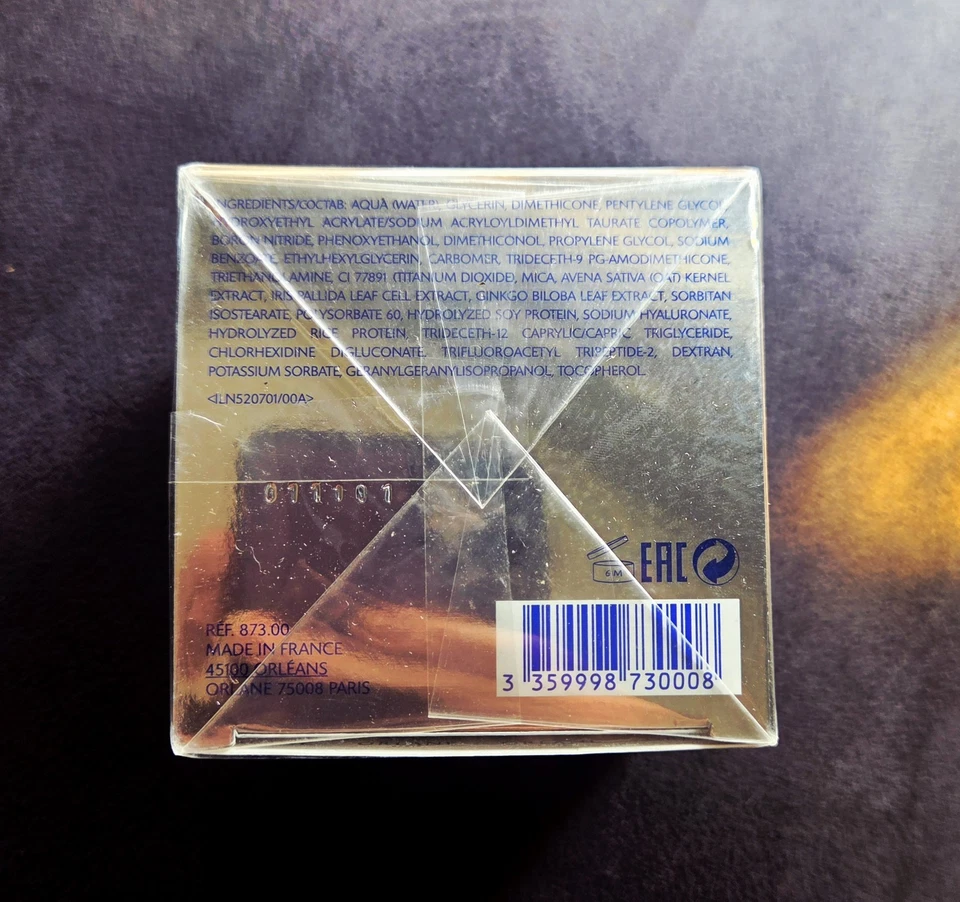 INGREDIENTS/СОСТАВ: AQUA (WATER), GLYCERIN, DIMETHICONE, PENTYLENE GLYCOL,
HYDROXYETHYL ACRYLATE/SODIUM ACRYLOYLDIMETHYL TAURATE COPOLYMER,
BORON NITRIDE, PHENOXYETHANOL, DIMETHICONOL, PROPYLENE GLYCOL, SODIUM
BENZOATE, ETHYLHEXYLGLYCERIN, CARBOMER, TRIDECETH-9 PG-AMODIMETHICONE,
TRIETHANOLAMINE, CI 77891 (TITANIUM DIOXIDE), MICA, AVENA SATIVA (OAT) KERNEL
EXTRACT, IRIS PALLIDA LEAF CELL EXTRACT, GINKGO BILOBA LEAF EXTRACT, SORBITAN
ISOSTEARATE, POLYSORBATE 60, HYDROLYZED SOY PROTEIN, SODIUM HYALURONATE,
HYDROLYZED RICE PROTEIN, TRIDECETH-12, CAPRYLIC/CAPRIC TRIGLYCERIDE,
CHLORHEXIDINE DIGLUCONATE, TRIFLUOROACETYL TRIPEPTIDE-2, DEXTRAN,
POTASSIUM SORBATE, GERANYLGERANYLISOPROPANOL, TOCOPHEROL.
<ILN520701/00A>
011101
6 M EAC
RÉF. 873.00
MADE IN FRANCE
45100 ORLÉANS
ORLANE 75008 PARIS
3 359998 730008